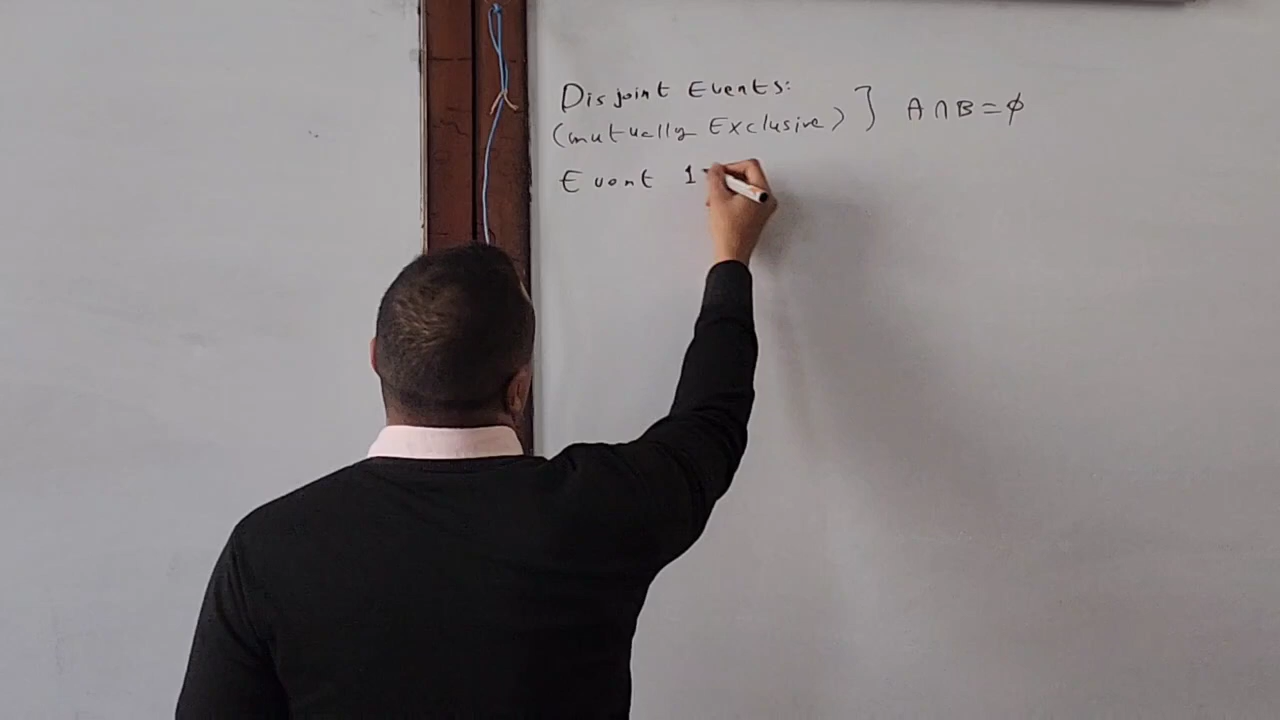 Disjoint Events:
(mutually Exclusive) ] A ∩ B = ϕ
Event 1